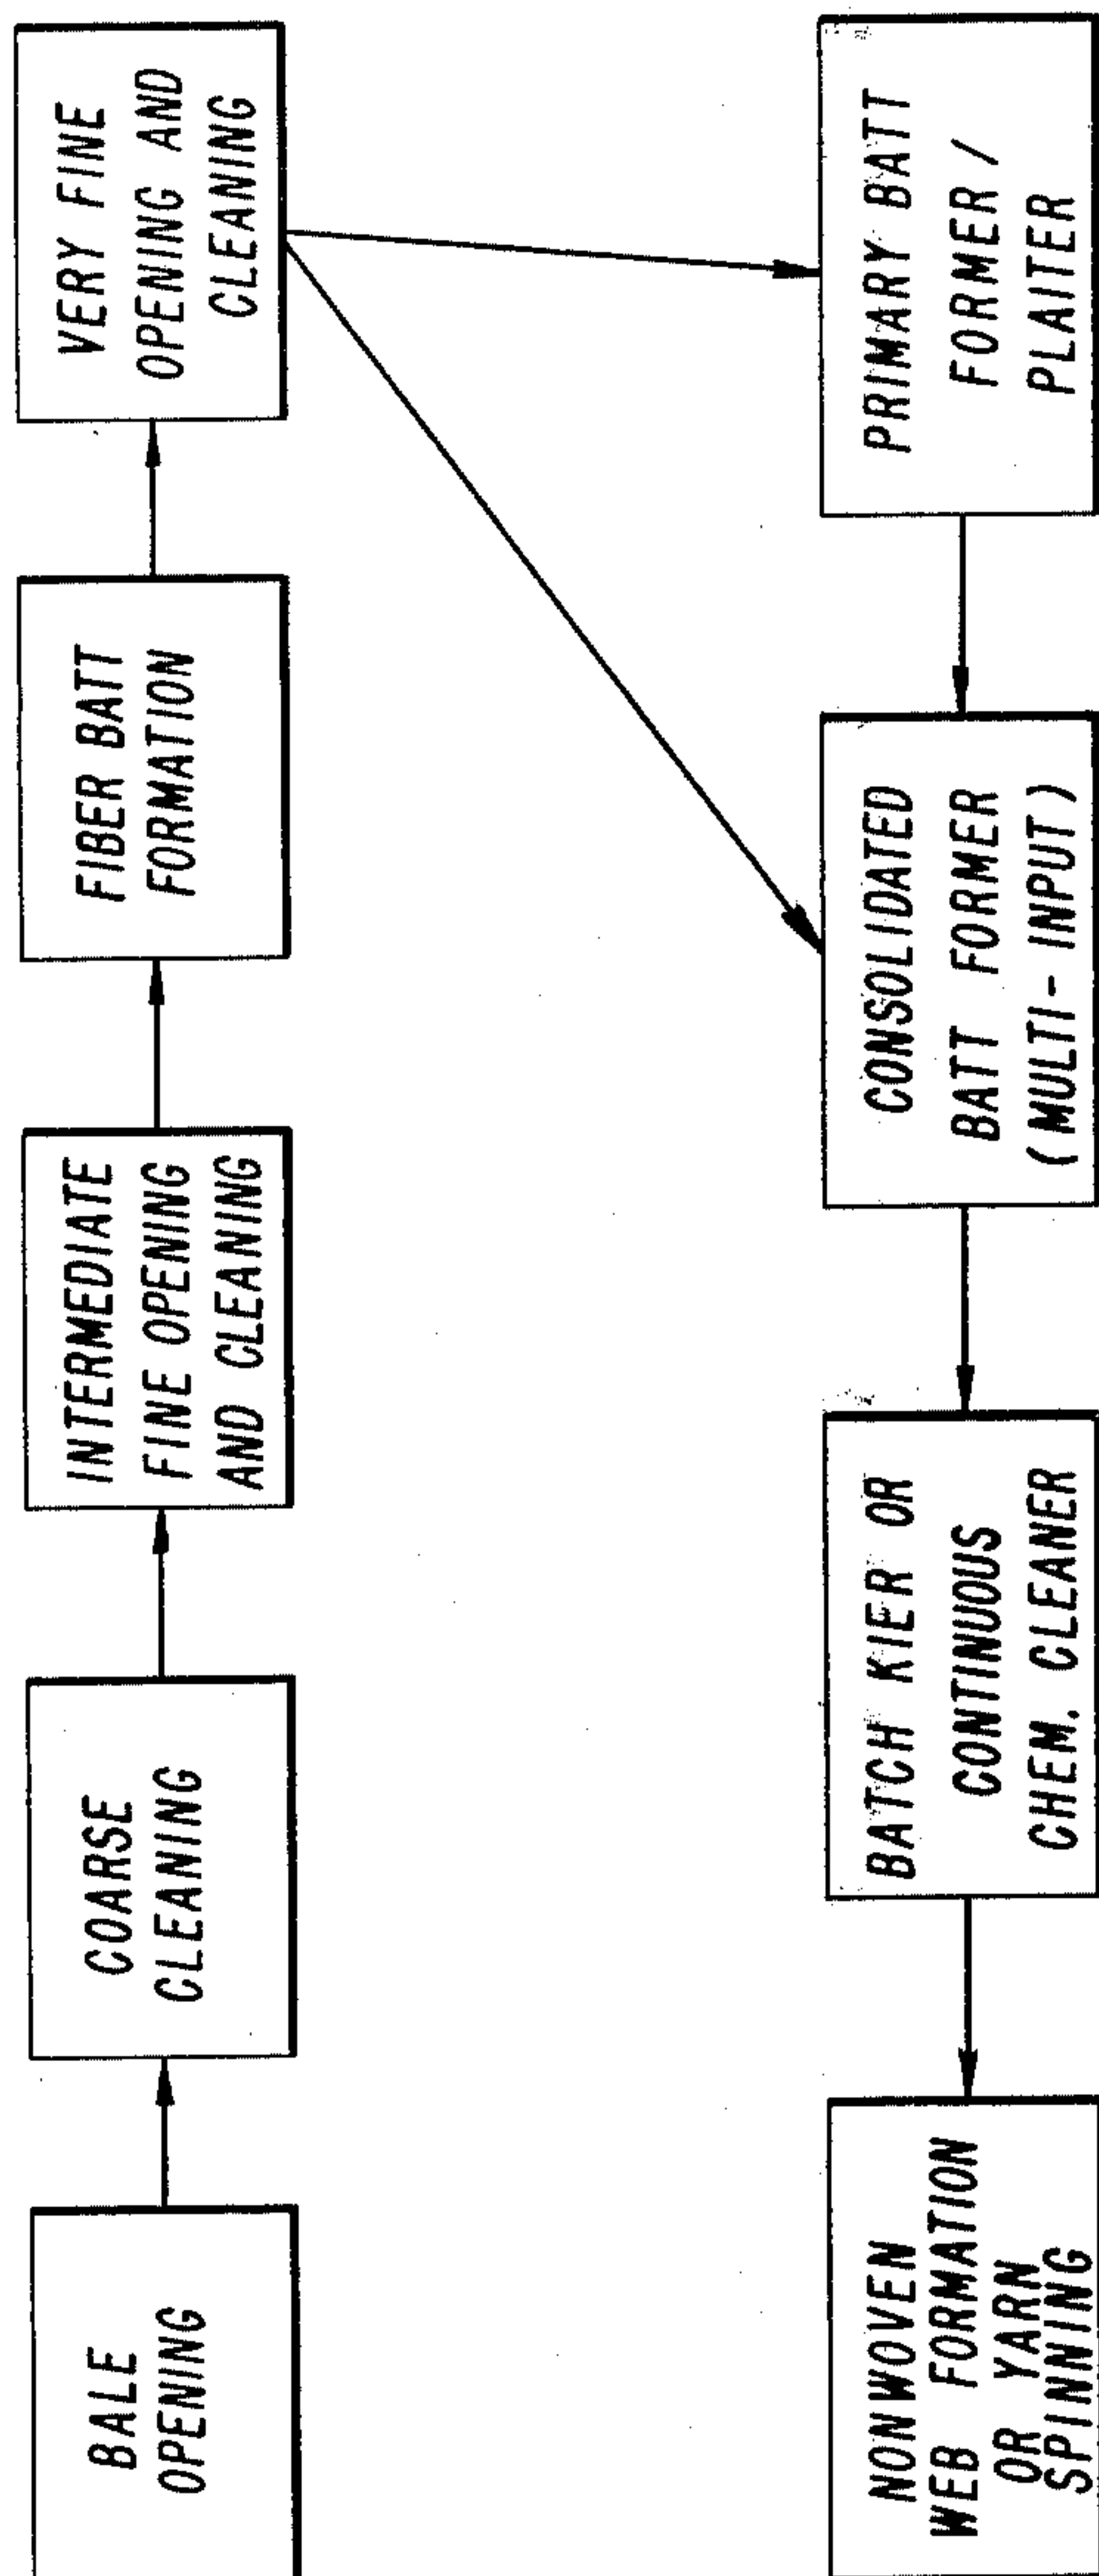 BALE
OPENING
COARSE
CLEANING
INTERMEDIATE
FINE OPENING
AND CLEANING
FIBER BATT
FORMATION
VERY FINE
OPENING AND
CLEANING
PRIMARY BATT
FORMER /
PLAITER
CONSOLIDATED
BATT FORMER
(MULTI-INPUT)
BATCH KIER OR
CONTINUOUS
CHEM. CLEANER
NONWOVEN
WEB FORMATION
OR YARN
SPINNING